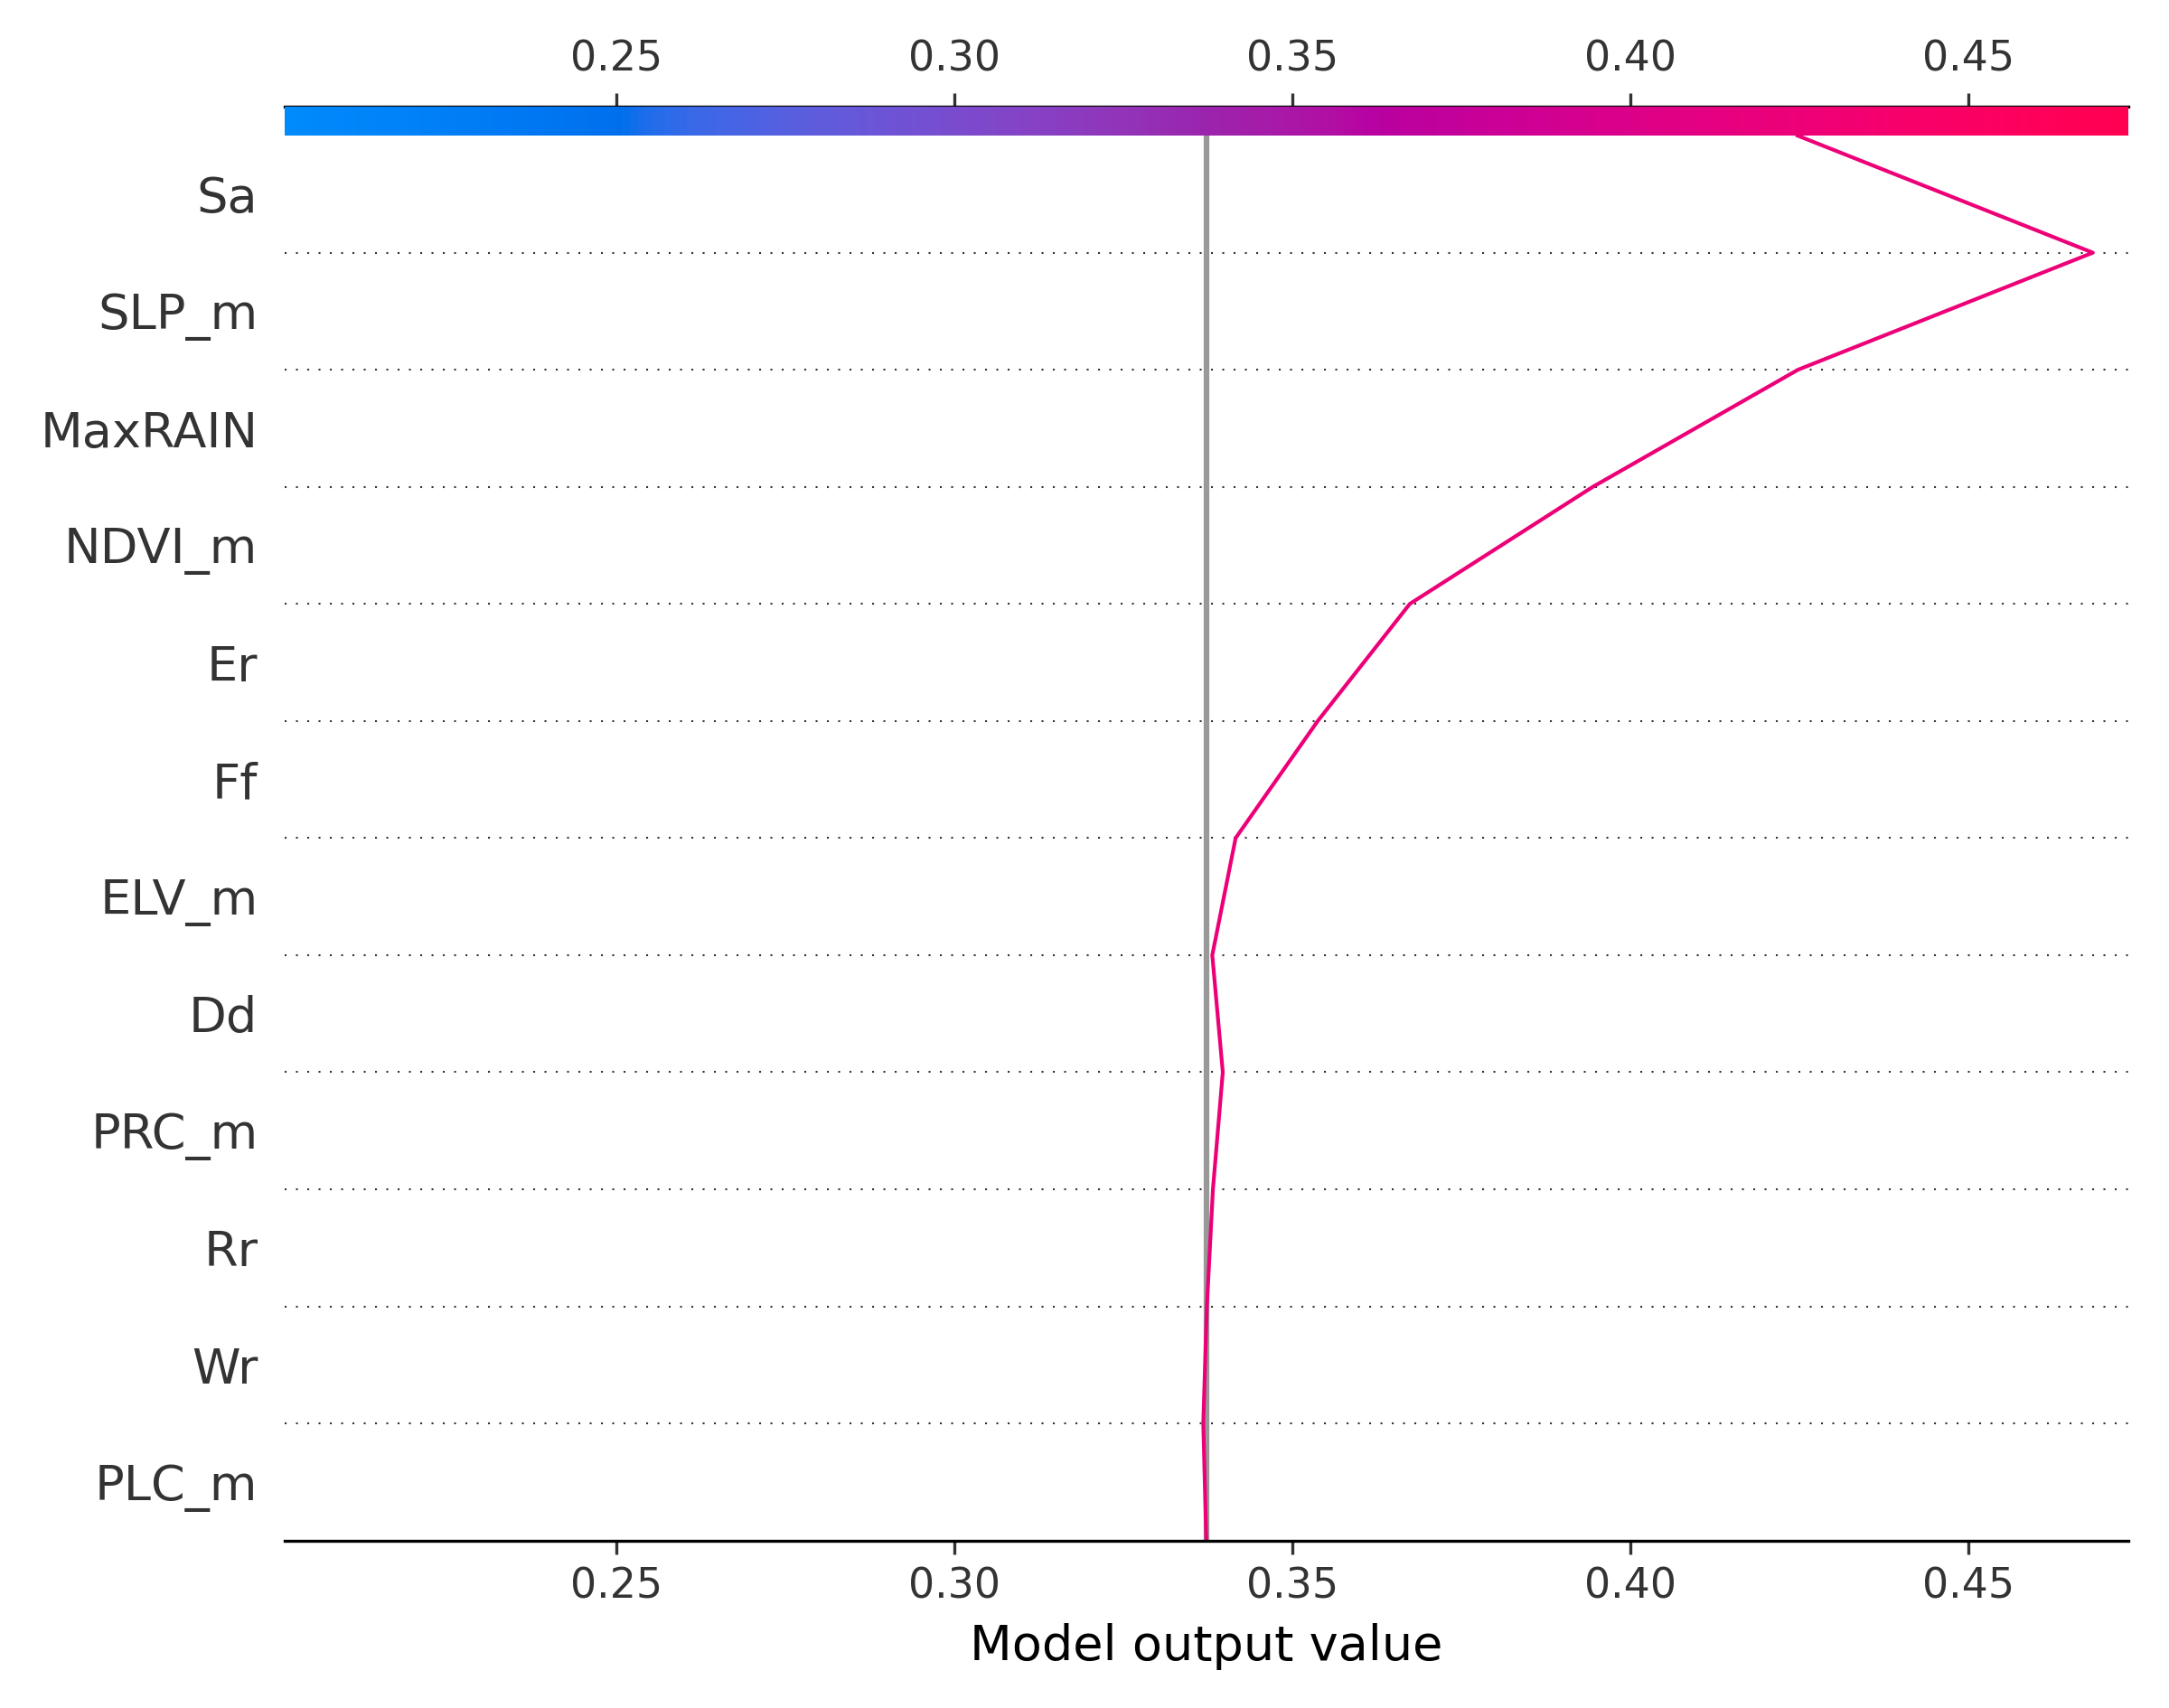 0.25 0.30 0.35 0.40 0.45
Sa
SLP_m
MaxRAIN
NDVI_m
Er
Ff
ELV_m
Dd
PRC_m
Rr
Wr
PLC_m
0.25 0.30 0.35 0.40 0.45
Model output value